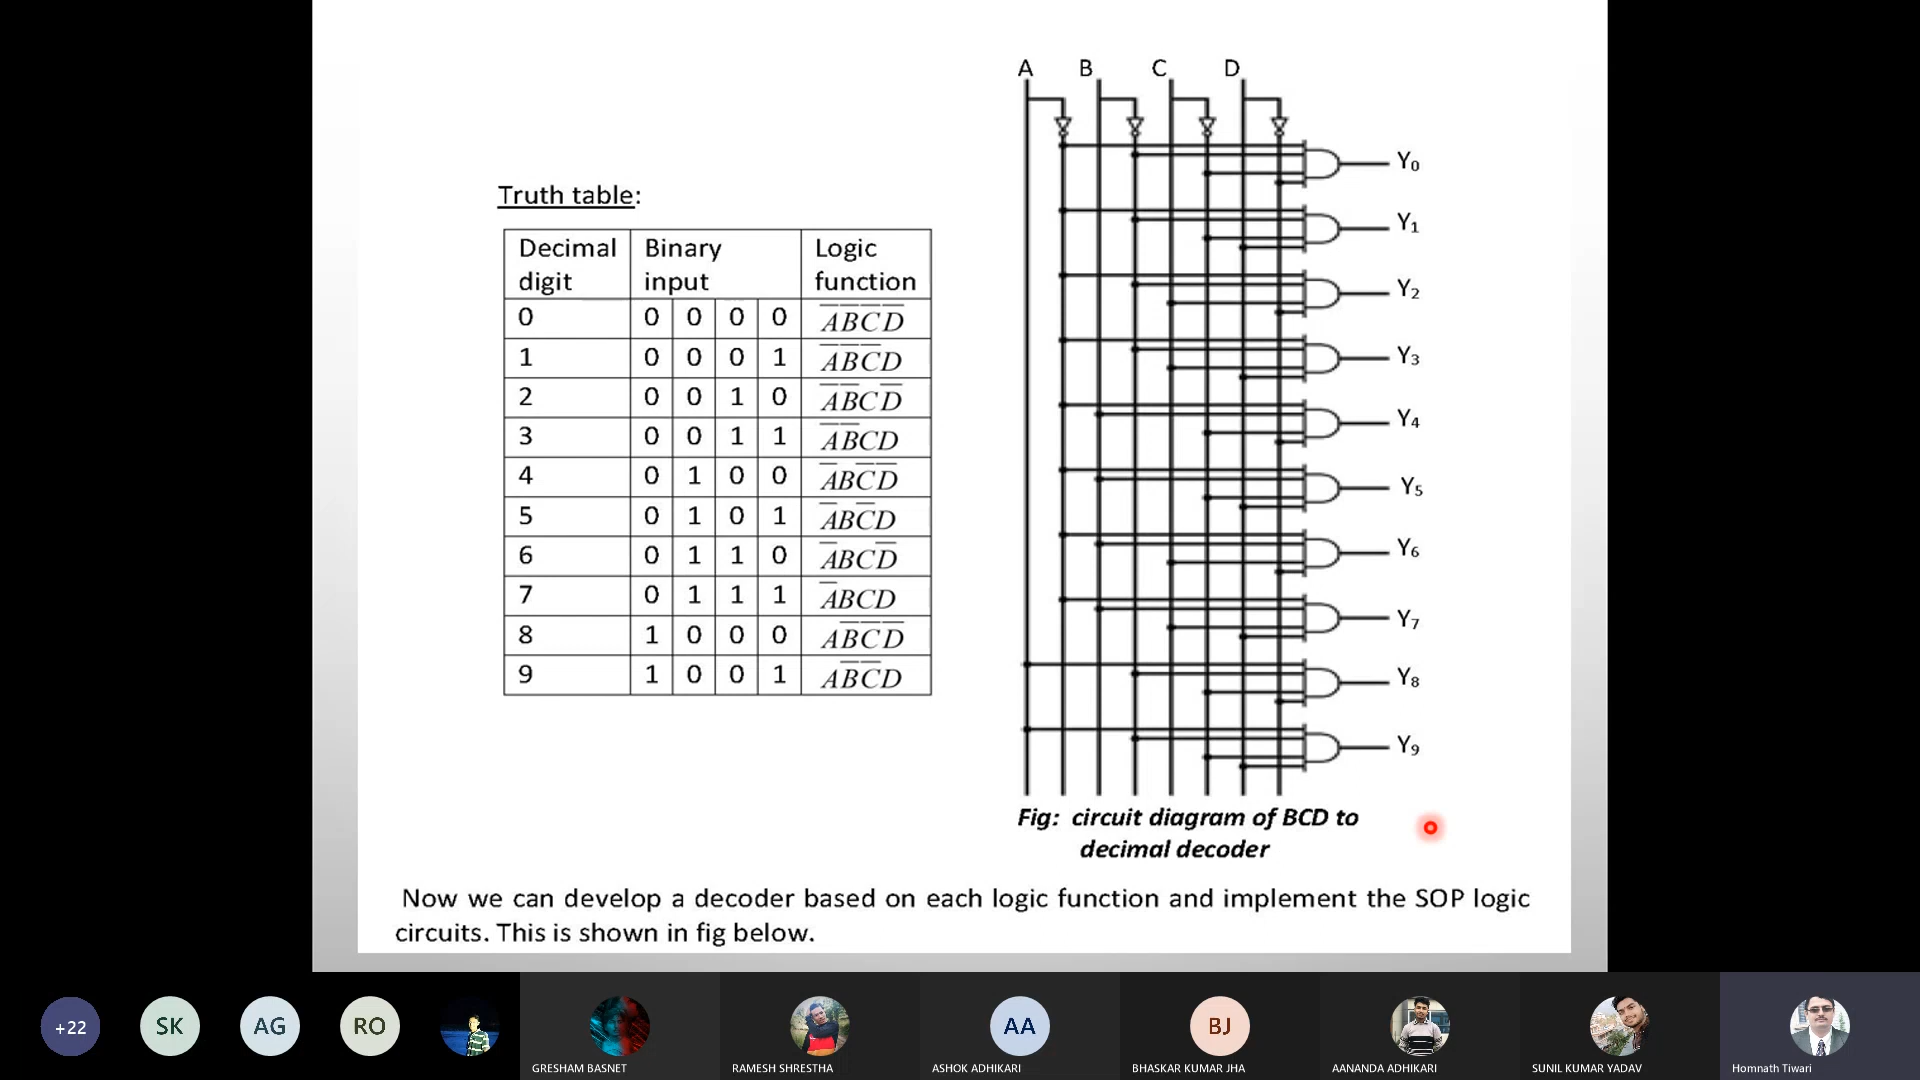 Truth table:
Decimal digit Binary input Logic function
0 0 0 0 0 A̅B̅C̅D̅
1 0 0 0 1 A̅B̅C̅D
2 0 0 1 0 A̅B̅CD̅
3 0 0 1 1 A̅B̅CD
4 0 1 0 0 A̅BC̅D̅
5 0 1 0 1 A̅BC̅D
6 0 1 1 0 A̅BCD̅
7 0 1 1 1 A̅BCD
8 1 0 0 0 AB̅C̅D̅
9 1 0 0 1 AB̅C̅D
A B C D
Y₀
Y₁
Y₂
Y₃
Y₄
Y₅
Y₆
Y₇
Y₈
Y₉
Fig: circuit diagram of BCD to
decimal decoder
Now we can develop a decoder based on each logic function and implement the SOP logic
circuits. This is shown in fig below.
+22 SK AG RO AA BJ
GRESHAM BASNET RAMESH SHRESTHA ASHOK ADHIKARI BHASKAR KUMAR JHA AANANDA ADHIKARI SUNIL KUMAR YADAV Homnath Tiwari